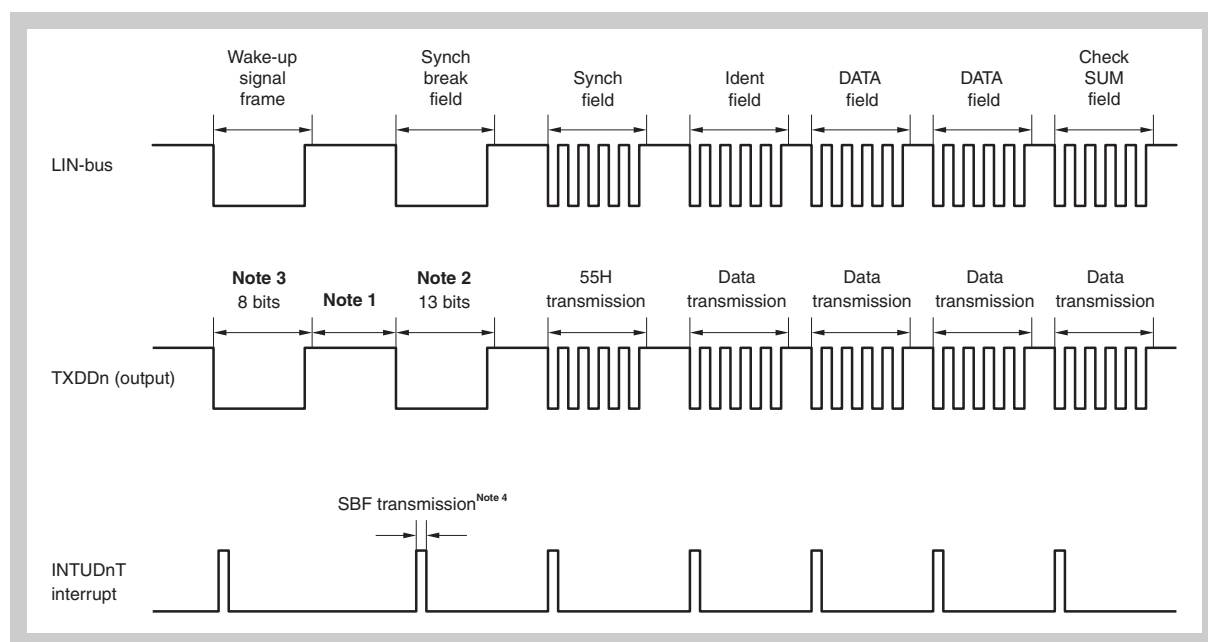 Wake-up
signal
frame
Synch
break
field
Synch
field
Ident
field
DATA
field
DATA
field
Check
SUM
field
LIN-bus
Note 3
8 bits
Note 1
Note 2
13 bits
55H
transmission
Data
transmission
Data
transmission
Data
transmission
Data
transmission
TXDDn (output)
SBF transmission Note 4
INTUDnT
interrupt